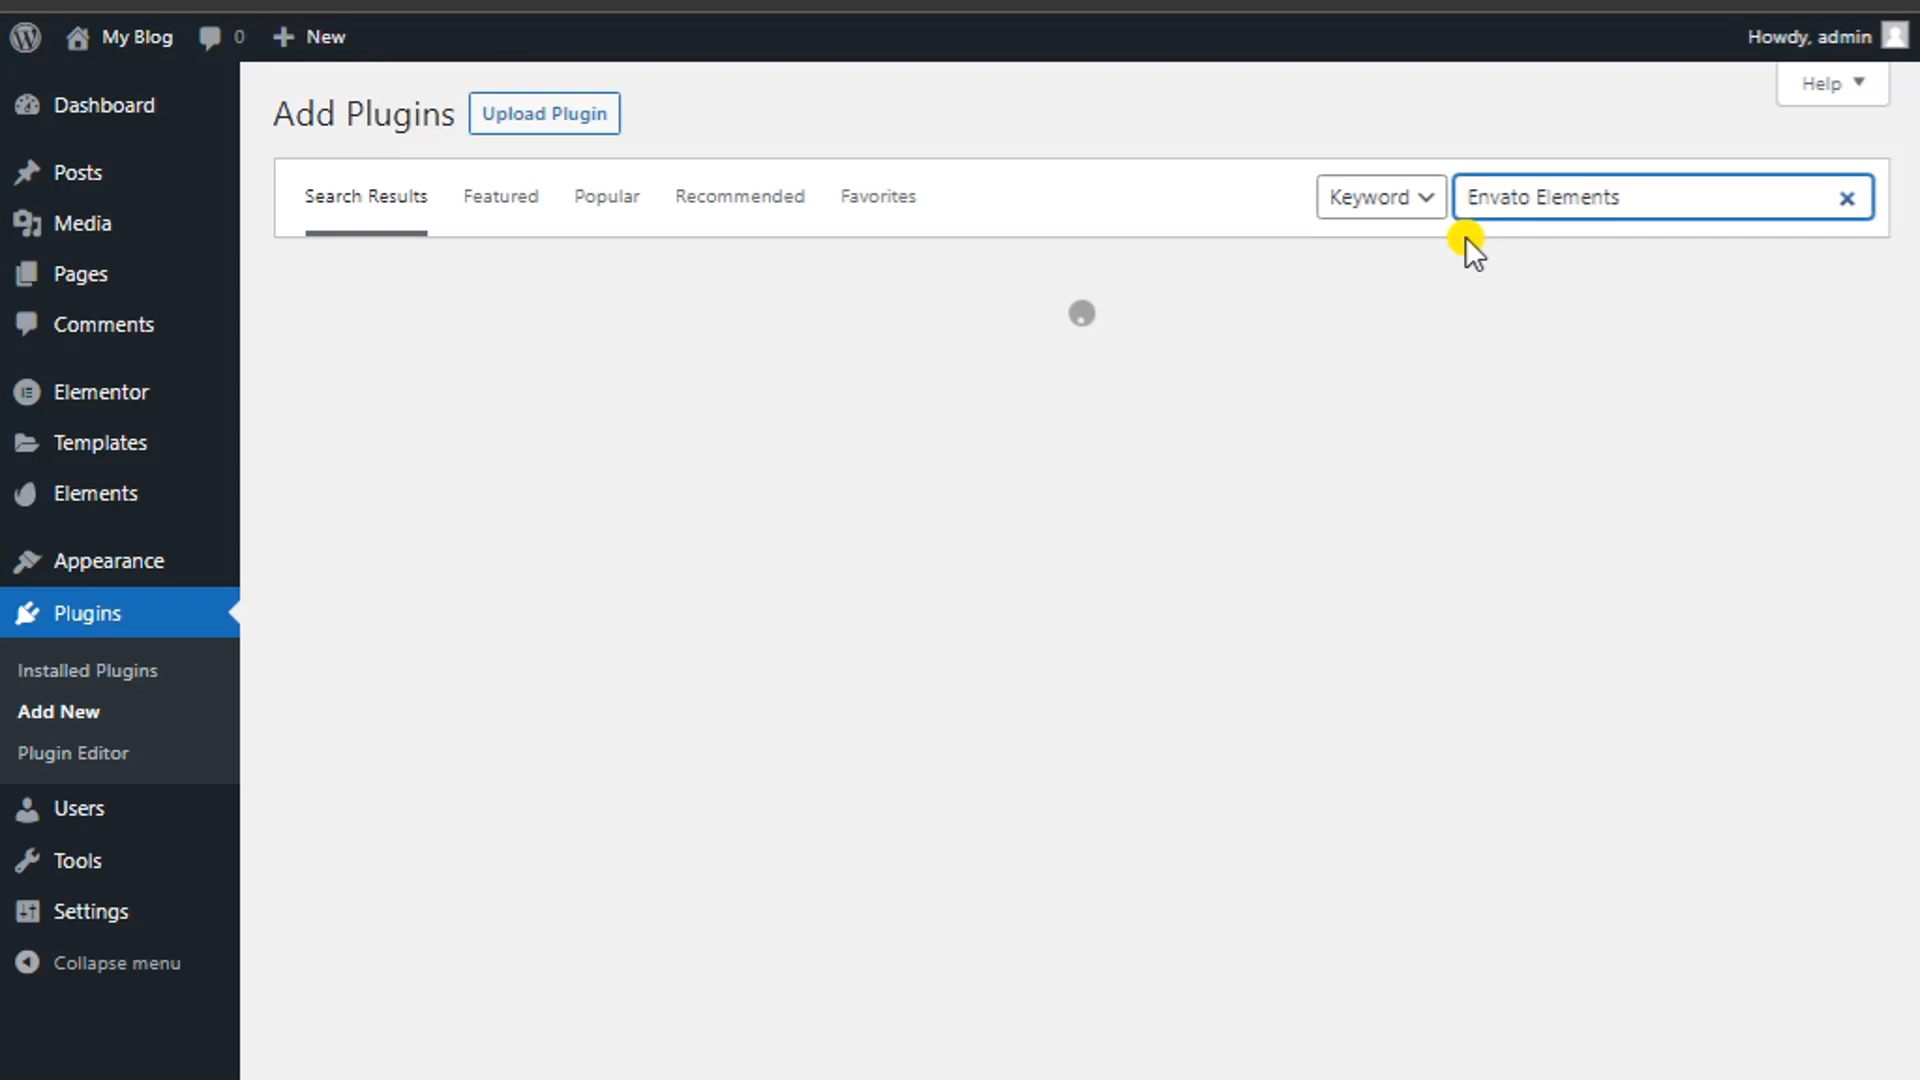 My Blog 0 New Howdy, admin
Help
Dashboard
Posts
Media
Pages
Comments
Elementor
Templates
Elements
Appearance
Plugins
Installed Plugins
Add New
Plugin Editor
Users
Tools
Settings
Collapse menu
Add Plugins Upload Plugin
Search Results Featured Popular Recommended Favorites Keyword Envato Elements